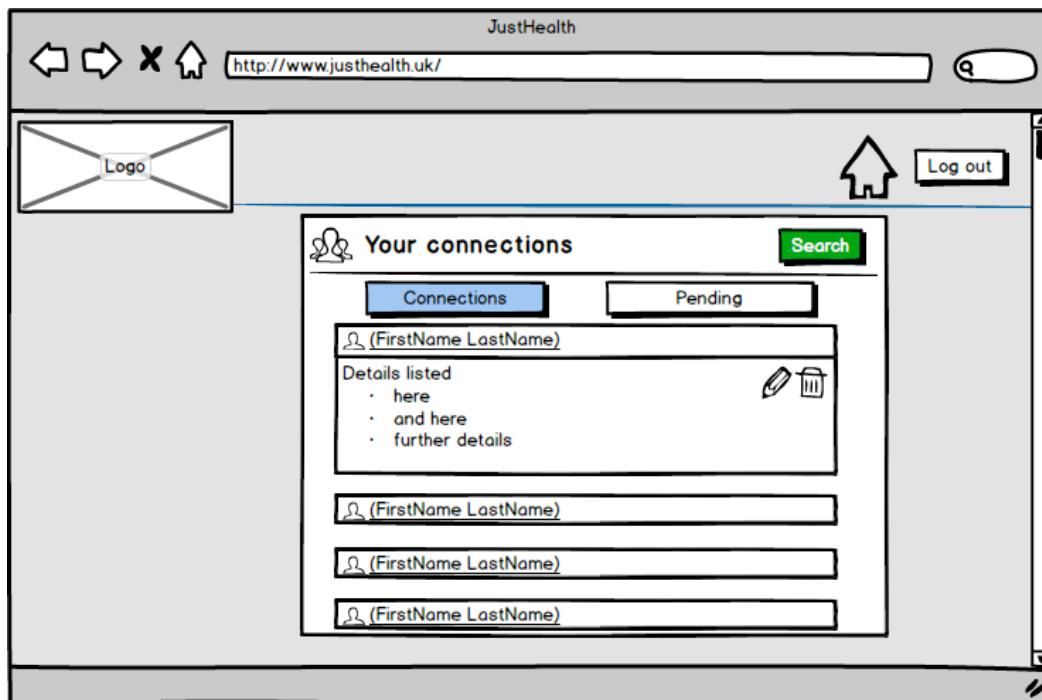 JustHealth
http://www.justhealth.uk/
Logo
Log out
Your connections
Search
Connections
Pending
(FirstName LastName)
Details listed
· here
· and here
· further details
(FirstName LastName)
(FirstName LastName)
(FirstName LastName)